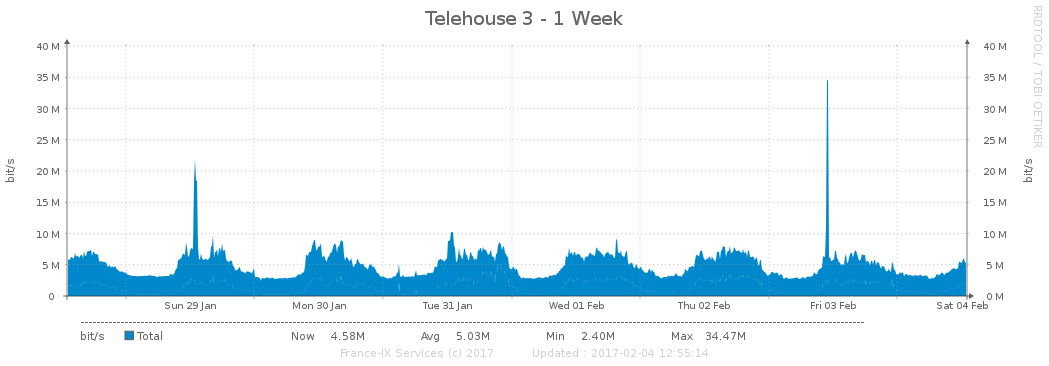 Telehouse 3 - 1 Week
RRDTOOL / TOBI OETIKER
bit/s
40 M 40 M
35 M 35 M
30 M 30 M
25 M 25 M
20 M 20 M
15 M 15 M
10 M 10 M
5 M 5 M
0 0 M
bit/s
Sun 29 Jan Mon 30 Jan Tue 31 Jan Wed 01 Feb Thu 02 Feb Fri 03 Feb Sat 04 Feb
bit/s Total Now 4.58M Avg 5.03M Min 2.40M Max 34.47M
France-IX Services (c) 2017 Updated : 2017-02-04 12:55:14